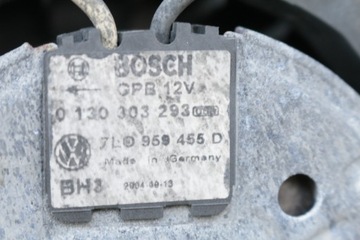 BOSCH
GPB 12V
0 130 303 293
7L0 959 455 D
Made in Germany
BH3 2004-09-13